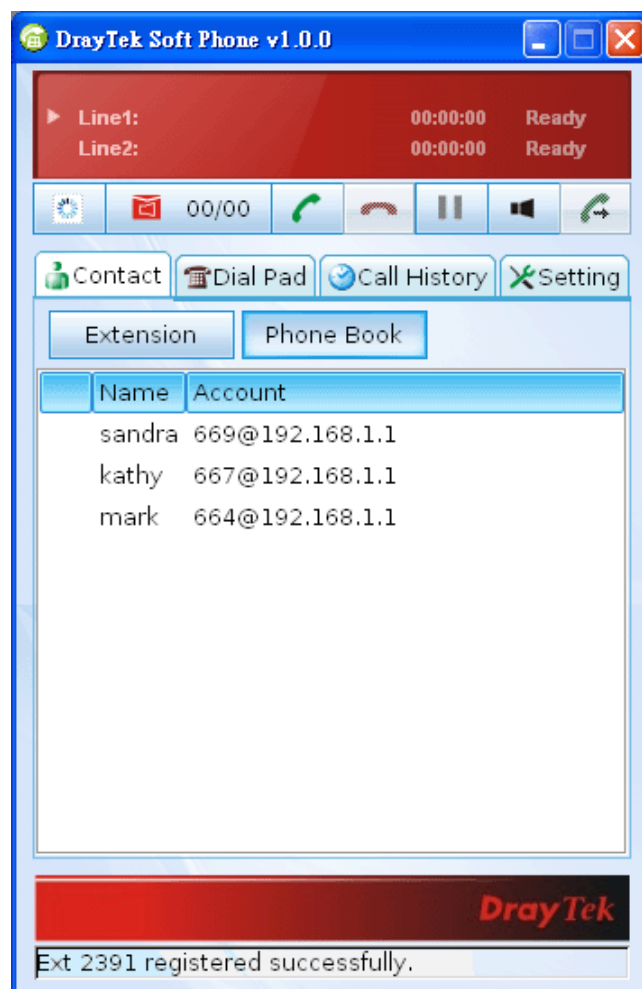 DrayTek Soft Phone v1.0.0
Line1: 00:00:00 Ready
Line2: 00:00:00 Ready
00/00
Contact Dial Pad Call History Setting
Extension Phone Book
Name Account
sandra 669@192.168.1.1
kathy 667@192.168.1.1
mark 664@192.168.1.1
DrayTek
Ext 2391 registered successfully.